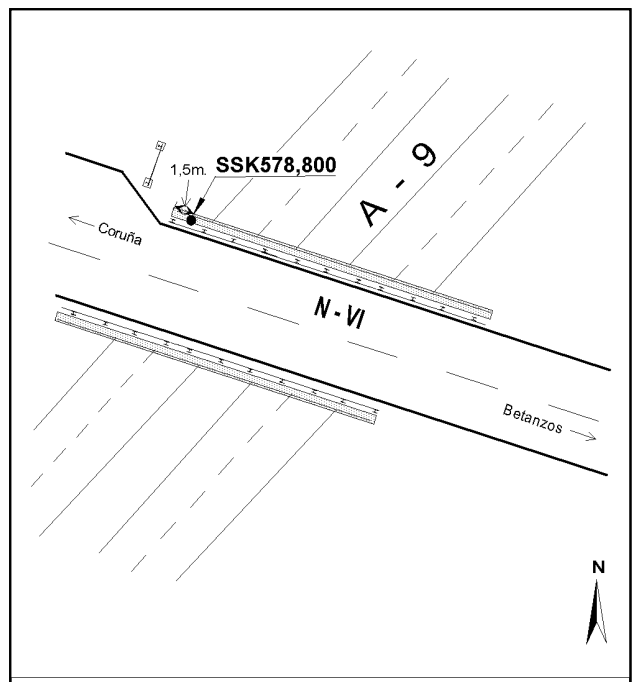 A - 9
1,5m.
SSK578,800
Coruña
N - VI
Betanzos
N